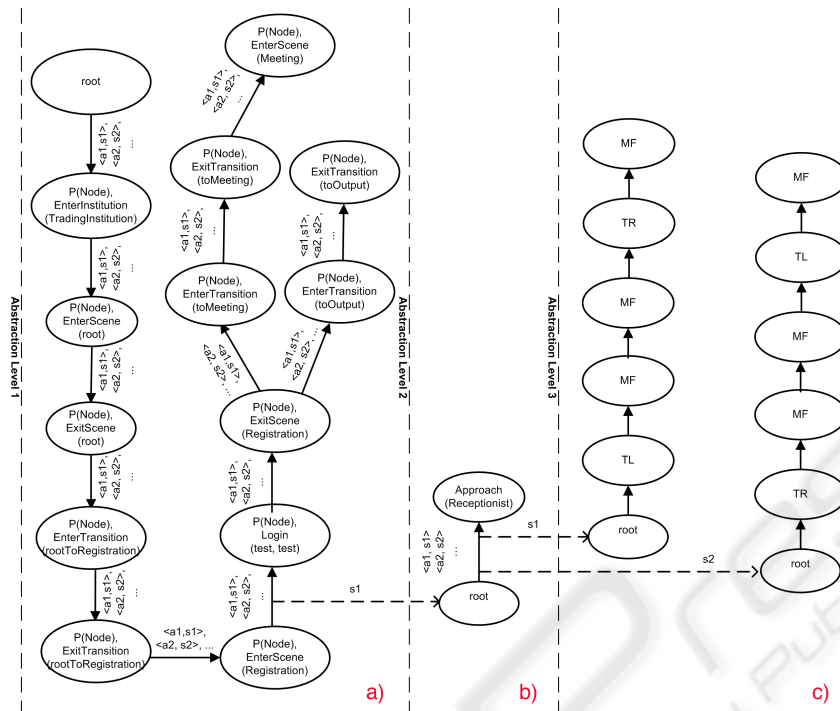 Abstraction Level 1
root
<a1,s1>,
<a2, s2>,
...
P(Node),
EnterInstitution
(TradingInstitution)
<a1,s1>,
<a2, s2>,
...
P(Node),
EnterScene
(root)
<a1,s1>,
<a2, s2>,
...
P(Node),
ExitScene
(root)
<a1,s1>,
<a2, s2>,
...
P(Node),
EnterTransition
(rootToRegistration)
<a1,s1>,
<a2, s2>,
...
P(Node),
ExitTransition
(rootToRegistration)
<a1,s1>,
<a2, s2>, ...
P(Node),
EnterScene
(Registration)
<a1,s1>,
<a2, s2>,
...
s1
P(Node),
Login
(test, test)
<a1,s1>,
<a2, s2>,
...
P(Node),
ExitScene
(Registration)
<a1,s1>,
<a2, s2>, ...
<a1,s1>,
<a2, s2>, ...
P(Node),
EnterTransition
(toMeeting)
P(Node),
EnterTransition
(toOutput)
<a1,s1>,
<a2, s2>,
...
<a1,s1>,
<a2, s2>,
...
P(Node),
ExitTransition
(toMeeting)
P(Node),
ExitTransition
(toOutput)
<a1,s1>,
<a2, s2>,
...
P(Node),
EnterScene
(Meeting)
a)
Abstraction Level 2
Approach
(Receptionist)
<a1, s1>
<a2, s2>
...
root
s1
s2
b)
Abstraction Level 3
MF
TR
MF
MF
TL
root
MF
TL
MF
MF
TR
root
c)